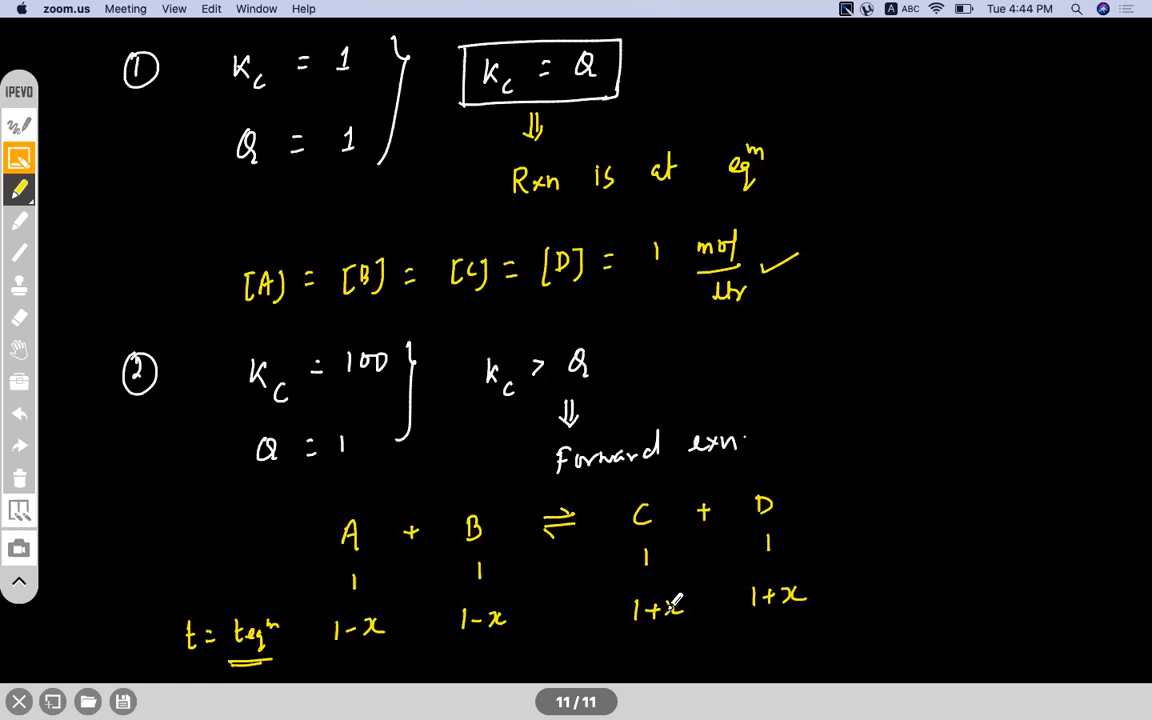 zoom.us Meeting View Edit Window Help A ABC Tue 4:44 PM
IPEVO
① Kc = 1 } Kc = Q
Q = 1
⇓
Rxn is at eqm
[A] = [B] = [C] = [D] = 1 mol/ltr ✓
② Kc = 100 } Kc > Q
⇓
Q = 1 Forward rxn.
A + B ⇌ C + D
1 1 1 1
t = teqm 1-x 1-x 1+x 1+x
11/11